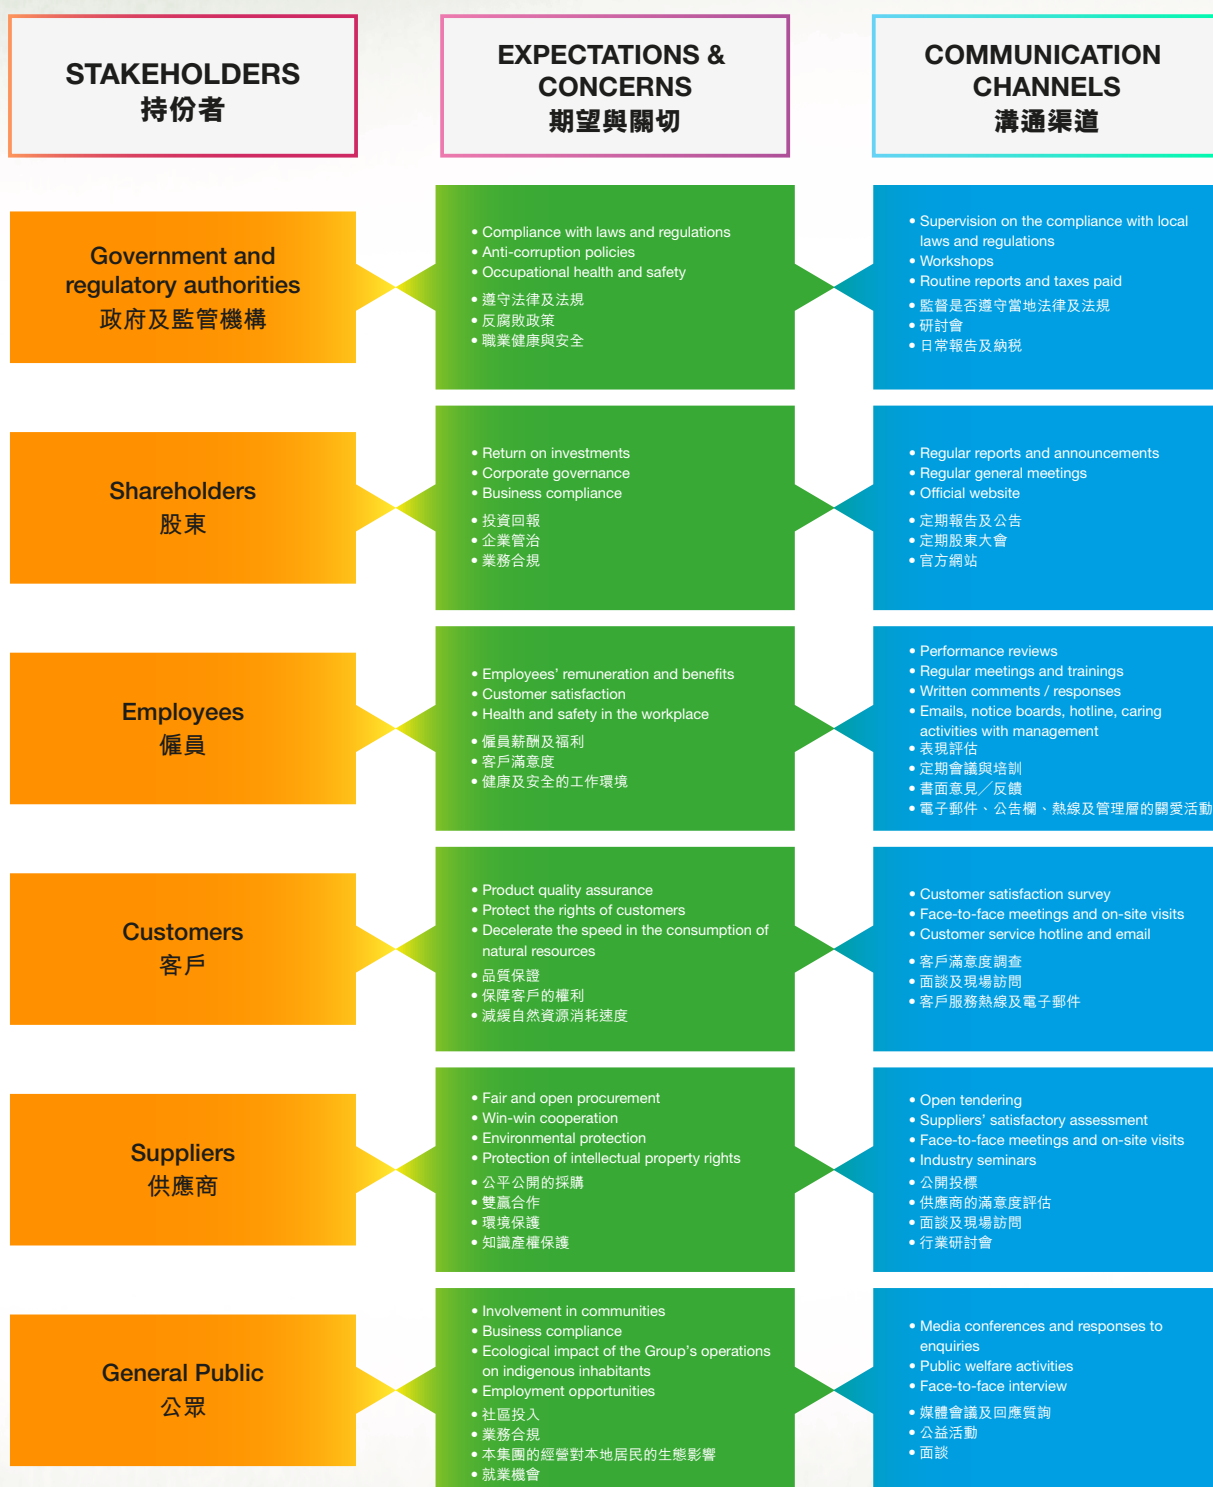 STAKEHOLDERS
持份者
EXPECTATIONS &
CONCERNS
期望與關切
COMMUNICATION
CHANNELS
溝通渠道
Government and
regulatory authorities
政府及監管機構
• Compliance with laws and regulations
• Anti-corruption policies
• Occupational health and safety
• 遵守法律及法規
• 反腐敗政策
• 職業健康與安全
• Supervision on the compliance with local
laws and regulations
• Workshops
• Routine reports and taxes paid
• 監督是否遵守當地法律及法規
• 研討會
• 日常報告及納税
Shareholders
股東
• Return on investments
• Corporate governance
• Business compliance
• 投資回報
• 企業管治
• 業務合規
• Regular reports and announcements
• Regular general meetings
• Official website
• 定期報告及公告
• 定期股東大會
• 官方網站
Employees
僱員
• Employees' remuneration and benefits
• Customer satisfaction
• Health and safety in the workplace
• 僱員薪酬及福利
• 客戶滿意度
• 健康及安全的工作環境
• Performance reviews
• Regular meetings and trainings
• Written comments / responses
• Emails, notice boards, hotline, caring
activities with management
• 表現評估
• 定期會議與培訓
• 書面意見／反饋
• 電子郵件、公告欄、熱線及管理層的關愛活動
Customers
客戶
• Product quality assurance
• Protect the rights of customers
• Decelerate the speed in the consumption of
natural resources
• 品質保證
• 保障客戶的權利
• 減緩自然資源消耗速度
• Customer satisfaction survey
• Face-to-face meetings and on-site visits
• Customer service hotline and email
• 客戶滿意度調查
• 面談及現場訪問
• 客戶服務熱線及電子郵件
Suppliers
供應商
• Fair and open procurement
• Win-win cooperation
• Environmental protection
• Protection of intellectual property rights
• 公平公開的採購
• 雙贏合作
• 環境保護
• 知識產權保護
• Open tendering
• Suppliers' satisfactory assessment
• Face-to-face meetings and on-site visits
• Industry seminars
• 公開投標
• 供應商的滿意度評估
• 面談及現場訪問
• 行業研討會
General Public
公眾
• Involvement in communities
• Business compliance
• Ecological impact of the Group's operations
on indigenous inhabitants
• Employment opportunities
• 社區投入
• 業務合規
• 本集團的經營對本地居民的生態影響
• 就業機會
• Media conferences and responses to
enquiries
• Public welfare activities
• Face-to-face interview
• 媒體會議及回應質詢
• 公益活動
• 面談